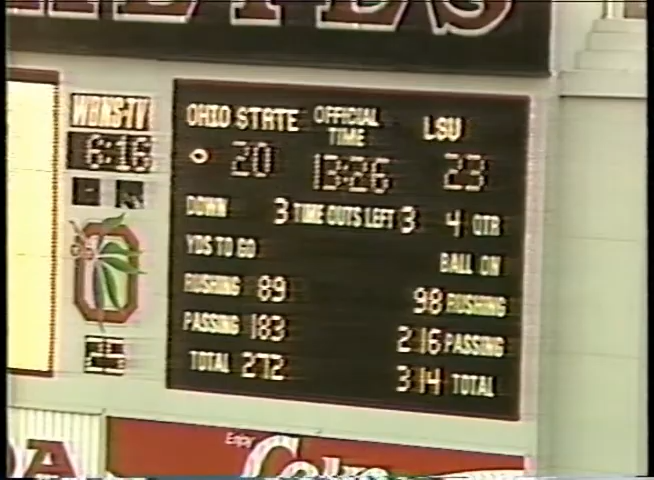 WBNS-TV
6:16
OHIO STATE OFFICIAL TIME LSU
20 13:26 23
DOWN 3 TIME OUTS LEFT 3 4 QTR
YDS TO GO BALL ON
RUSHING 89 98 RUSHING
PASSING 183 216 PASSING
TOTAL 272 314 TOTAL
Enjoy